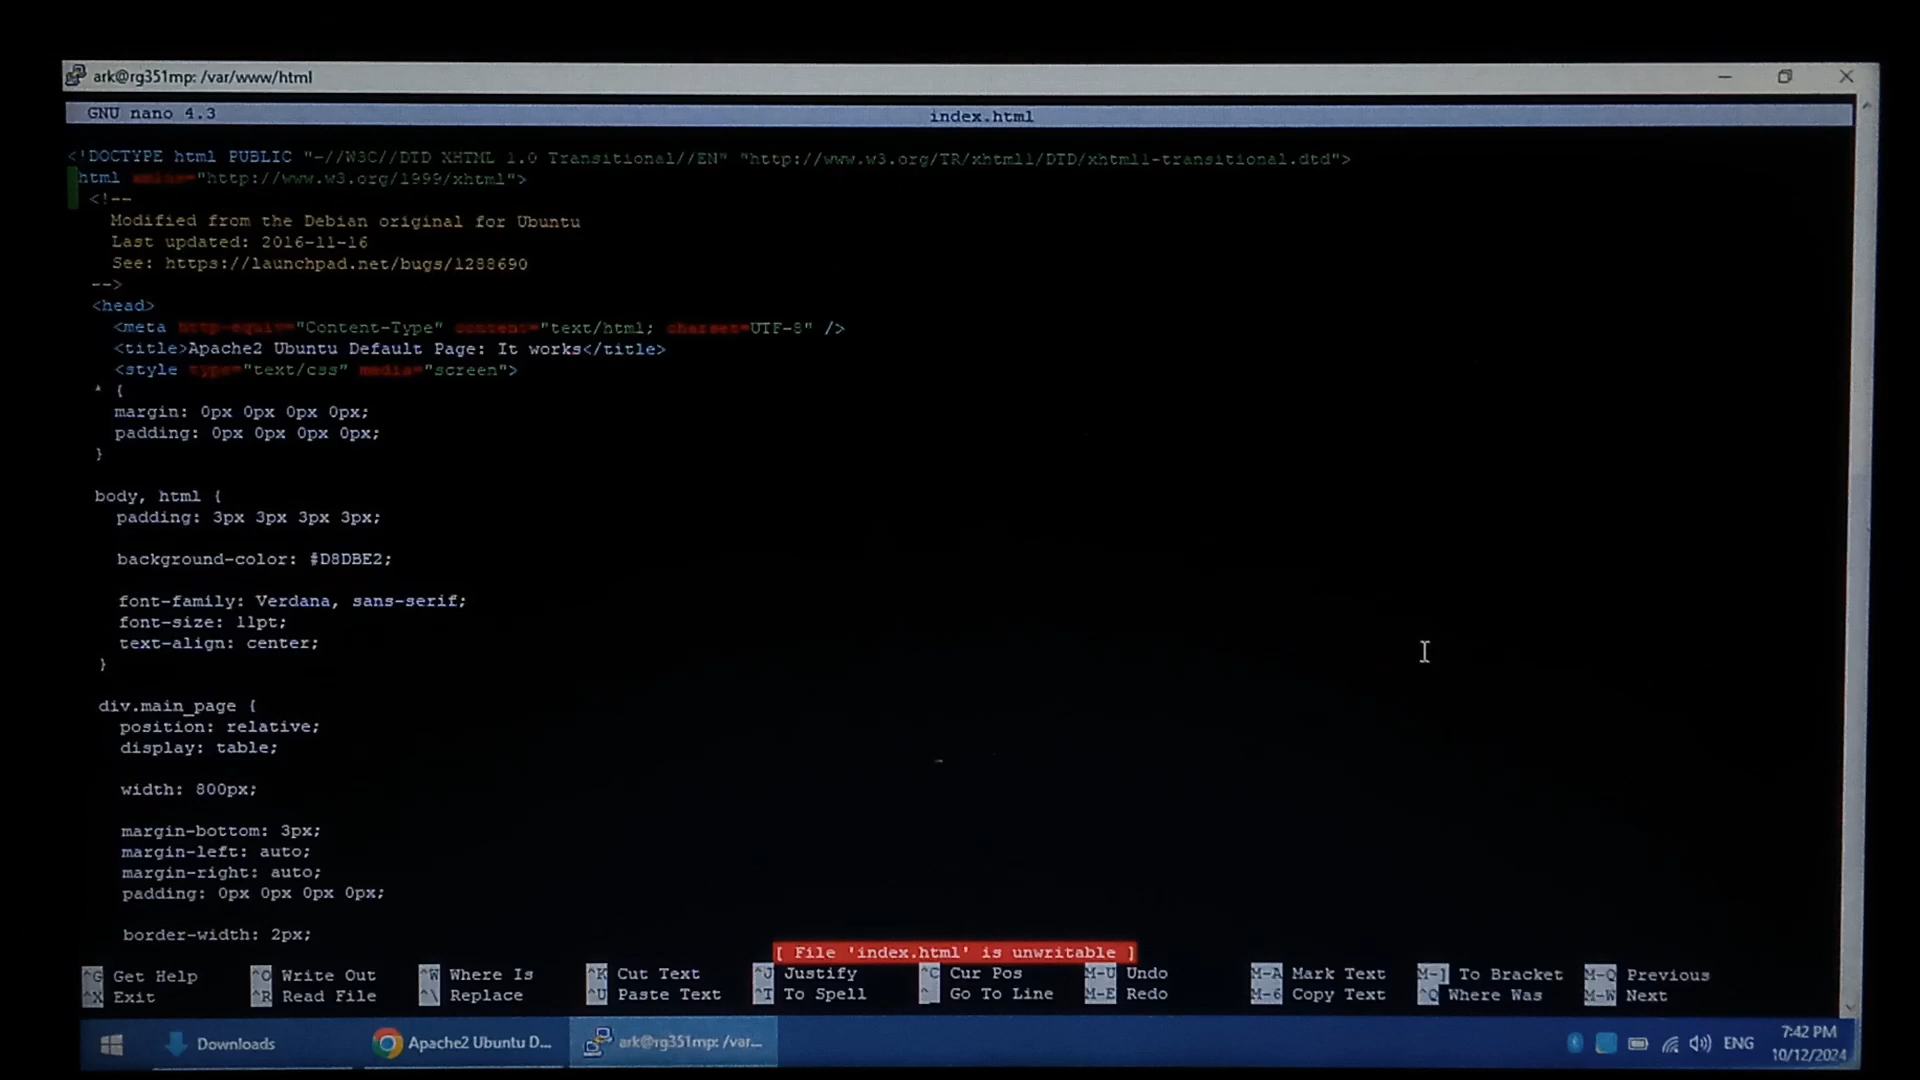 ark@rg351mp: /var/www/html
GNU nano 4.3 index.html
<!DOCTYPE html PUBLIC "-//W3C//DTD XHTML 1.0 Transitional//EN" "http://www.w3.org/TR/xhtml1/DTD/xhtml1-transitional.dtd">
html xmlns="http://www.w3.org/1999/xhtml">
<!--
Modified from the Debian original for Ubuntu
Last updated: 2016-11-16
See: https://launchpad.net/bugs/1288690
-->
<head>
<meta http-equiv="Content-Type" content="text/html; charset=UTF-8" />
<title>Apache2 Ubuntu Default Page: It works</title>
<style type="text/css" media="screen">
* {
margin: 0px 0px 0px 0px;
padding: 0px 0px 0px 0px;
}
body, html {
padding: 3px 3px 3px 3px;
background-color: #D8DBE2;
font-family: Verdana, sans-serif;
font-size: 11pt;
text-align: center;
}
div.main_page {
position: relative;
display: table;
width: 800px;
margin-bottom: 3px;
margin-left: auto;
margin-right: auto;
padding: 0px 0px 0px 0px;
border-width: 2px;
[ File 'index.html' is unwritable ]
^G Get Help ^O Write Out ^W Where Is ^K Cut Text ^J Justify ^C Cur Pos M-U Undo M-A Mark Text M-] To Bracket M-Q Previous
^X Exit ^R Read File ^\ Replace ^U Paste Text ^T To Spell ^_ Go To Line M-E Redo M-6 Copy Text ^Q Where Was M-W Next
Downloads Apache2 Ubuntu D... ark@rg351mp: /var... ENG 7:42 PM
10/12/2024